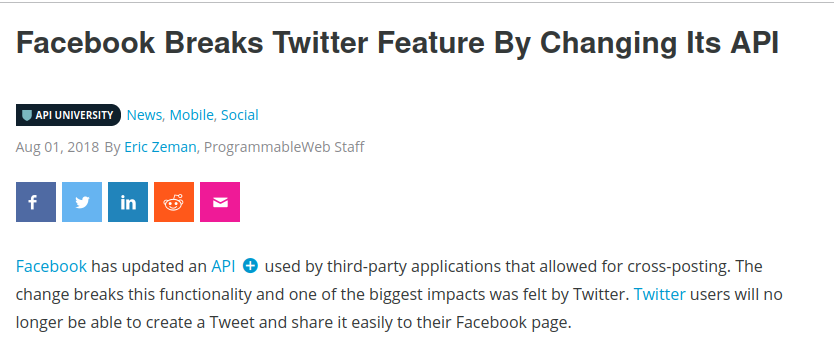 Facebook Breaks Twitter Feature By Changing Its API
API UNIVERSITY News, Mobile, Social
Aug 01, 2018 By Eric Zeman, ProgrammableWeb Staff
f in
Facebook has updated an API + used by third-party applications that allowed for cross-posting. The
change breaks this functionality and one of the biggest impacts was felt by Twitter. Twitter users will no
longer be able to create a Tweet and share it easily to their Facebook page.